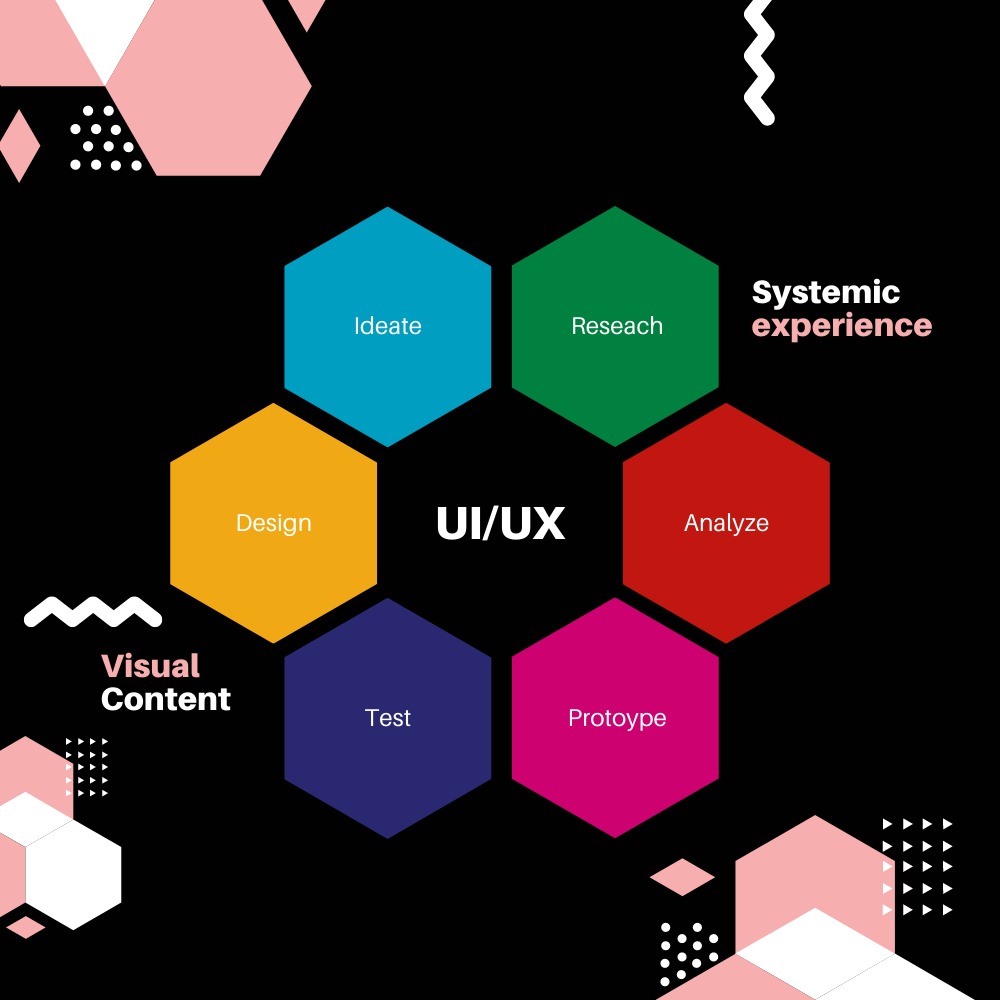 Ideate
Reseach
Systemic
experience
Design
UI/UX
Analyze
Visual
Content
Test
Protoype